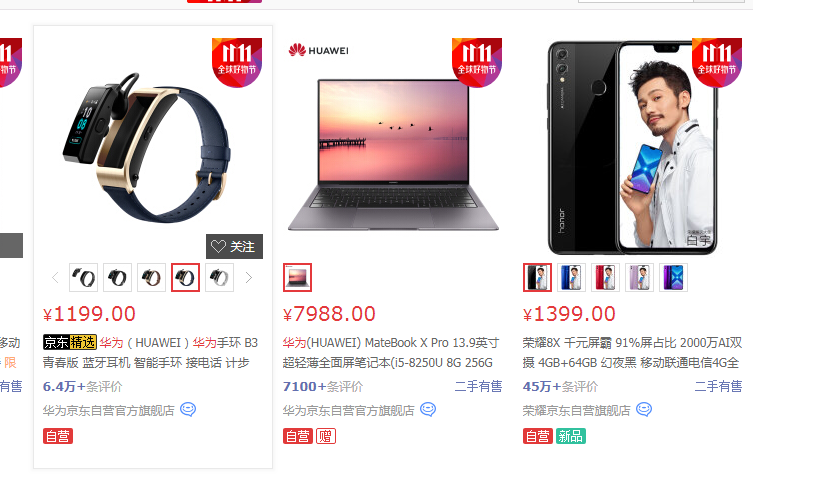 11.11
全球好物节
关注
¥1199.00
京东精选 华为（HUAWEI）华为手环 B3
青春版 蓝牙耳机 智能手环 接电话 计步
6.4万+条评价
华为京东自营官方旗舰店
自营
HUAWEI
11.11
全球好物节
¥7988.00
华为(HUAWEI) MateBook X Pro 13.9英寸
超轻薄全面屏笔记本(i5-8250U 8G 256G
7100+条评价
二手有售
华为京东自营官方旗舰店
自营 赠
11.11
全球好物节
honor
白宇
¥1399.00
荣耀8X 千元屏霸 91%屏占比 2000万AI双
摄 4GB+64GB 幻夜黑 移动联通电信4G全
45万+条评价
二手有售
荣耀京东自营旗舰店
自营 新品
移动
限
有售